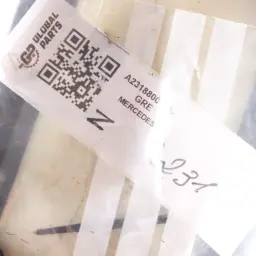 GLOBAL
PARTS
A2318800
GRE
MERCEDES
N
231